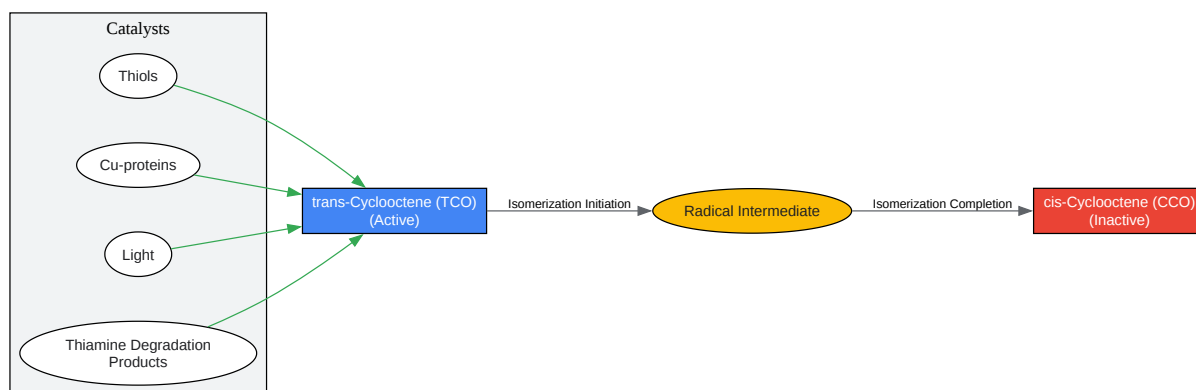 Catalysts
Thiols
Cu-proteins
Light
Thiamine Degradation
Products
trans-Cyclooctene (TCO)
(Active)
Isomerization Initiation
Radical Intermediate
Isomerization Completion
cis-Cyclooctene (CCO)
(Inactive)